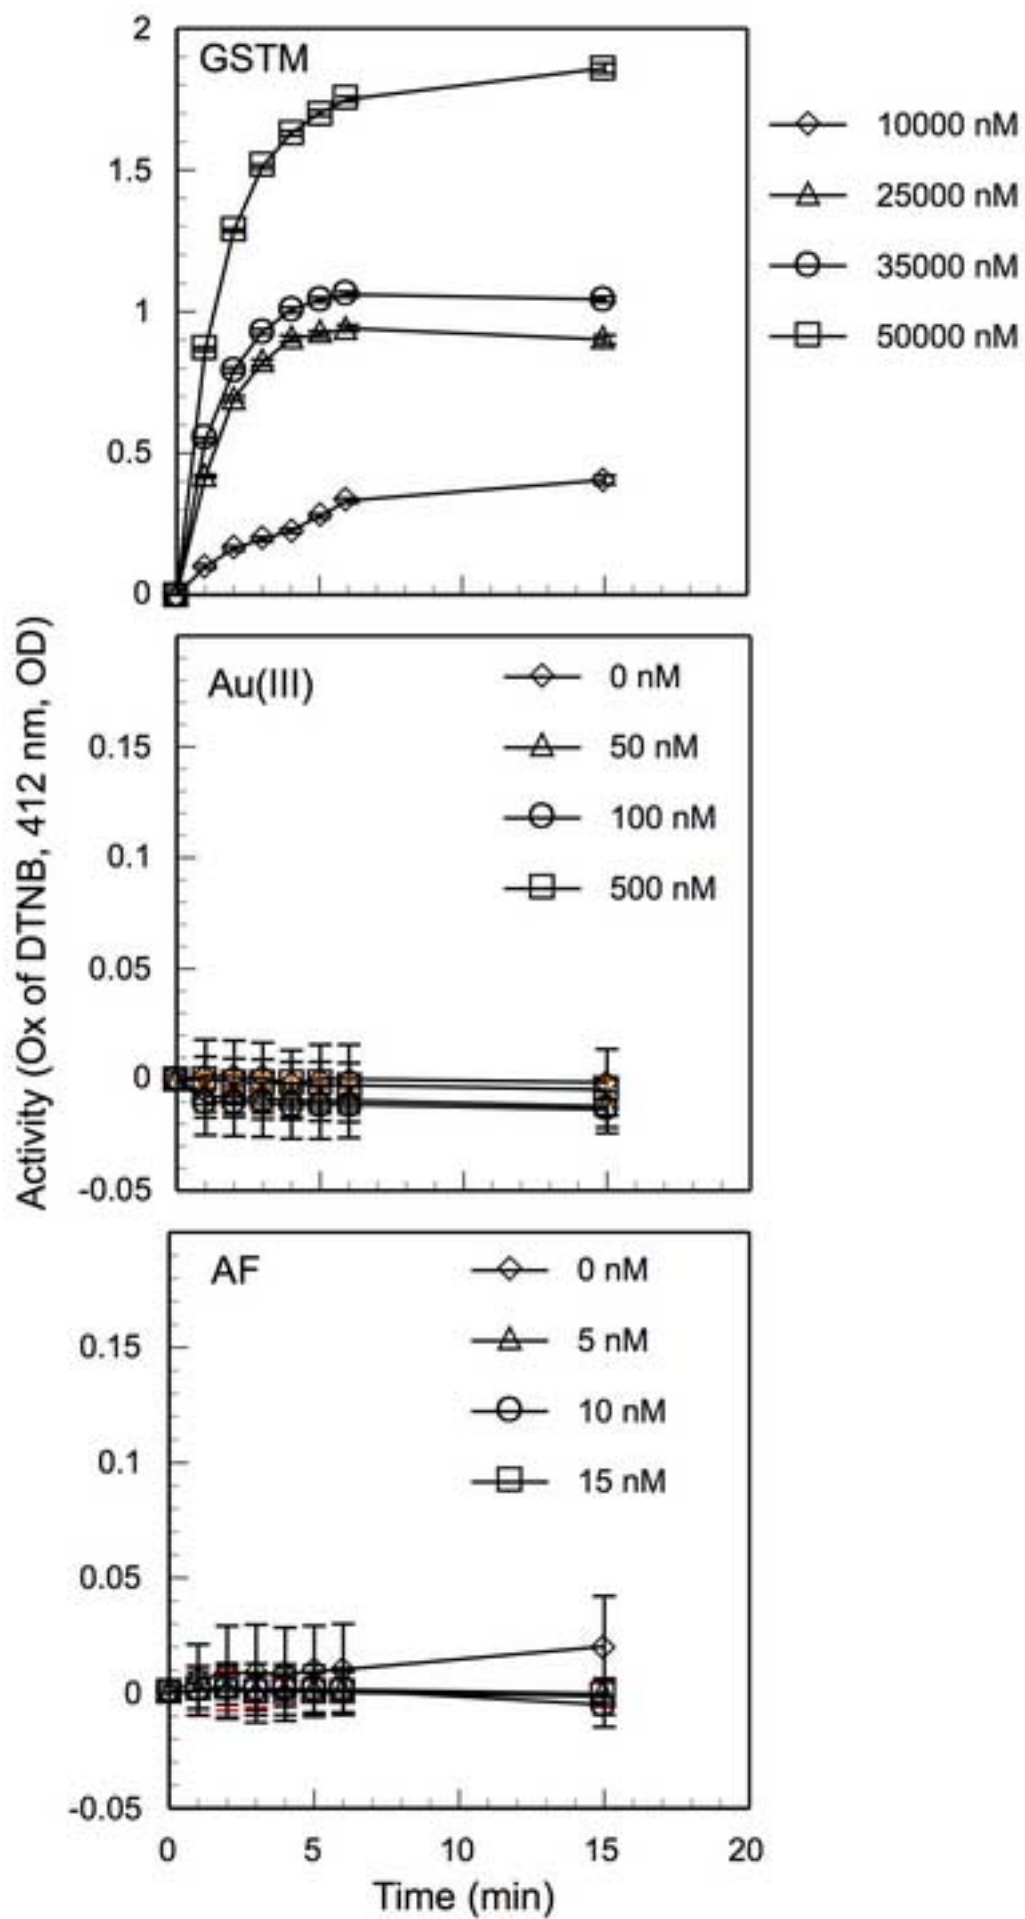 GSTM
2
1.5
1
0.5
0
10000 nM
25000 nM
35000 nM
50000 nM
Activity (Ox of DTNB, 412 nm, OD)
Au(III)
0 nM
50 nM
100 nM
500 nM
0.15
0.1
0.05
0
-0.05
AF
0 nM
5 nM
10 nM
15 nM
0.15
0.1
0.05
0
-0.05
0 5 10 15 20
Time (min)